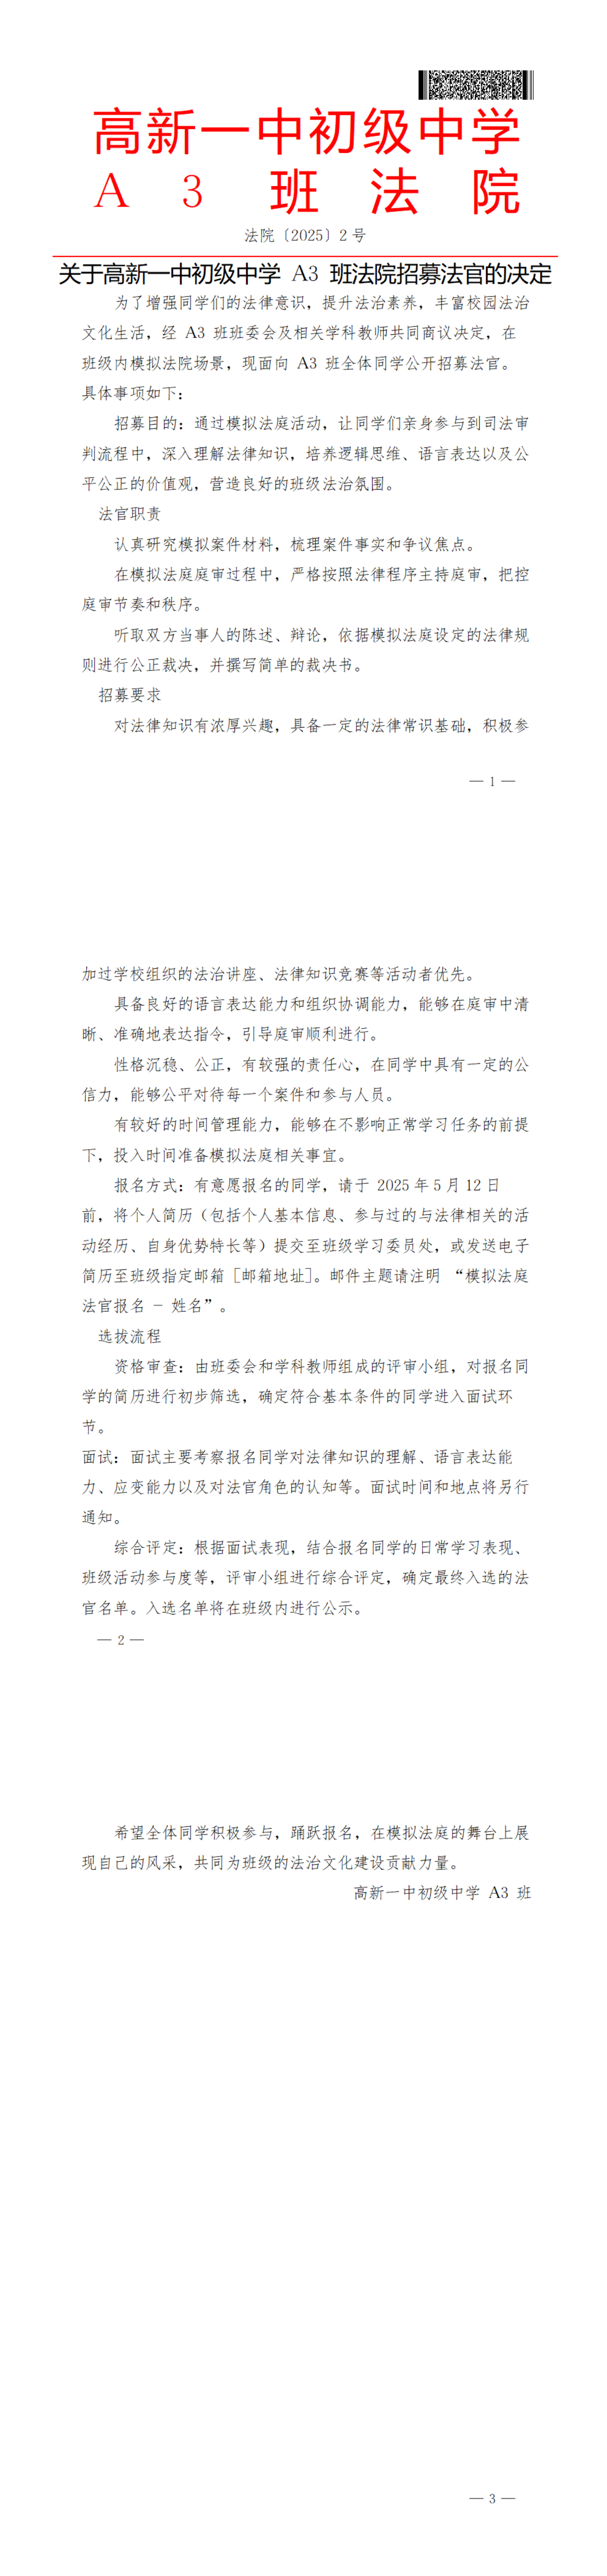 高新一中初级中学
A 3 班 法 院
法院〔2025〕2 号
关于高新一中初级中学 A3 班法院招募法官的决定
为了增强同学们的法律意识，提升法治素养，丰富校园法治
文化生活，经 A3 班班委会及相关学科教师共同商议决定，在
班级内模拟法院场景，现面向 A3 班全体同学公开招募法官。
具体事项如下：
招募目的：通过模拟法庭活动，让同学们亲身参与到司法审
判流程中，深入理解法律知识，培养逻辑思维、语言表达以及公
平公正的价值观，营造良好的班级法治氛围。
法官职责
认真研究模拟案件材料，梳理案件事实和争议焦点。
在模拟法庭庭审过程中，严格按照法律程序主持庭审，把控
庭审节奏和秩序。
听取双方当事人的陈述、辩论，依据模拟法庭设定的法律规
则进行公正裁决，并撰写简单的裁决书。
招募要求
对法律知识有浓厚兴趣，具备一定的法律常识基础，积极参
— 1 —
加过学校组织的法治讲座、法律知识竞赛等活动者优先。
具备良好的语言表达能力和组织协调能力，能够在庭审中清
晰、准确地表达指令，引导庭审顺利进行。
性格沉稳、公正，有较强的责任心，在同学中具有一定的公
信力，能够公平对待每一个案件和参与人员。
有较好的时间管理能力，能够在不影响正常学习任务的前提
下，投入时间准备模拟法庭相关事宜。
报名方式：有意愿报名的同学，请于 2025 年 5 月 12 日
前，将个人简历（包括个人基本信息、参与过的与法律相关的活
动经历、自身优势特长等）提交至班级学习委员处，或发送电子
简历至班级指定邮箱 [邮箱地址]。邮件主题请注明 “模拟法庭
法官报名 - 姓名”。
选拔流程
资格审查：由班委会和学科教师组成的评审小组，对报名同
学的简历进行初步筛选，确定符合基本条件的同学进入面试环
节。
面试：面试主要考察报名同学对法律知识的理解、语言表达能
力、应变能力以及对法官角色的认知等。面试时间和地点将另行
通知。
综合评定：根据面试表现，结合报名同学的日常学习表现、
班级活动参与度等，评审小组进行综合评定，确定最终入选的法
官名单。入选名单将在班级内进行公示。
— 2 —
希望全体同学积极参与，踊跃报名，在模拟法庭的舞台上展
现自己的风采，共同为班级的法治文化建设贡献力量。
高新一中初级中学 A3 班
— 3 —